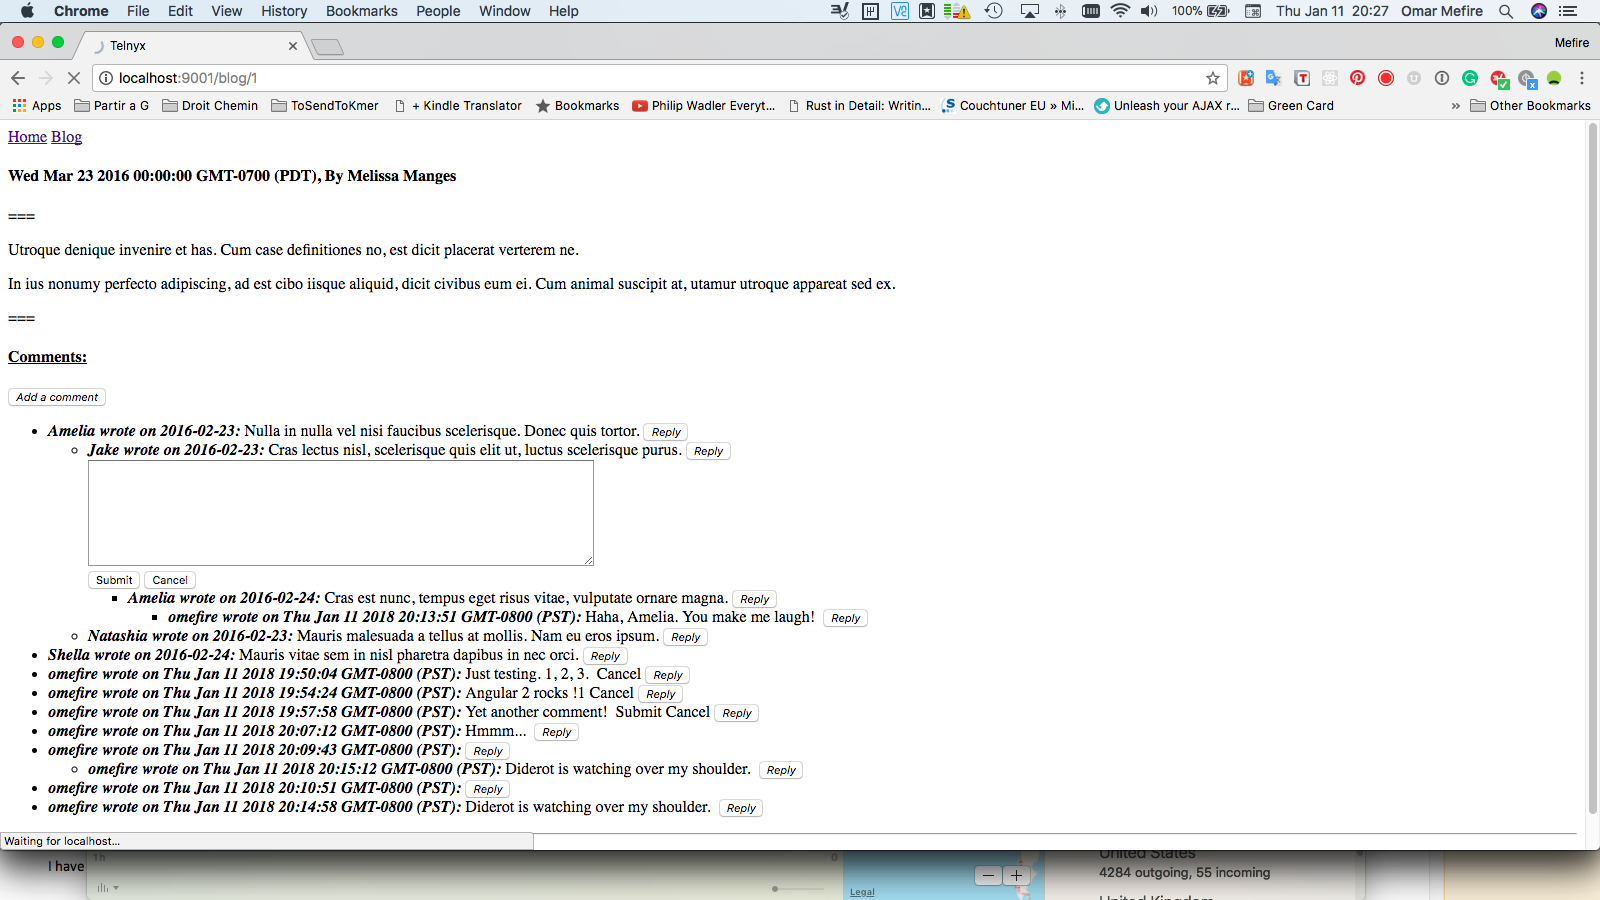 Chrome File Edit View History Bookmarks People Window Help 100% Thu Jan 11 20:27 Omar Mefire
Telnyx Mefire
localhost:9001/blog/1
Apps Partir a G Droit Chemin ToSendToKmer + Kindle Translator Bookmarks Philip Wadler Everyt... Rust in Detail: Writin... Couchtuner EU » Mi... Unleash your AJAX r... Green Card » Other Bookmarks
Home Blog
Wed Mar 23 2016 00:00:00 GMT-0700 (PDT), By Melissa Manges
===
Utroque denique invenire et has. Cum case definitiones no, est dicit placerat verterem ne.
In ius nonumy perfecto adipiscing, ad est cibo iisque aliquid, dicit civibus eum ei. Cum animal suscipit at, utamur utroque appareat sed ex.
===
Comments:
Add a comment
Amelia wrote on 2016-02-23: Nulla in nulla vel nisi faucibus scelerisque. Donec quis tortor. Reply
Jake wrote on 2016-02-23: Cras lectus nisl, scelerisque quis elit ut, luctus scelerisque purus. Reply
Submit Cancel
Amelia wrote on 2016-02-24: Cras est nunc, tempus eget risus vitae, vulputate ornare magna. Reply
omefire wrote on Thu Jan 11 2018 20:13:51 GMT-0800 (PST): Haha, Amelia. You make me laugh! Reply
Natashia wrote on 2016-02-23: Mauris malesuada a tellus at mollis. Nam eu eros ipsum. Reply
Shella wrote on 2016-02-24: Mauris vitae sem in nisl pharetra dapibus in nec orci. Reply
omefire wrote on Thu Jan 11 2018 19:50:04 GMT-0800 (PST): Just testing. 1, 2, 3. Cancel Reply
omefire wrote on Thu Jan 11 2018 19:54:24 GMT-0800 (PST): Angular 2 rocks !1 Cancel Reply
omefire wrote on Thu Jan 11 2018 19:57:58 GMT-0800 (PST): Yet another comment! Submit Cancel Reply
omefire wrote on Thu Jan 11 2018 20:07:12 GMT-0800 (PST): Hmmm... Reply
omefire wrote on Thu Jan 11 2018 20:09:43 GMT-0800 (PST): Reply
omefire wrote on Thu Jan 11 2018 20:15:12 GMT-0800 (PST): Diderot is watching over my shoulder. Reply
omefire wrote on Thu Jan 11 2018 20:10:51 GMT-0800 (PST): Reply
omefire wrote on Thu Jan 11 2018 20:14:58 GMT-0800 (PST): Diderot is watching over my shoulder. Reply
Waiting for localhost...
I have 1h 0 United States
4284 outgoing, 55 incoming
Legal
United Kingdom